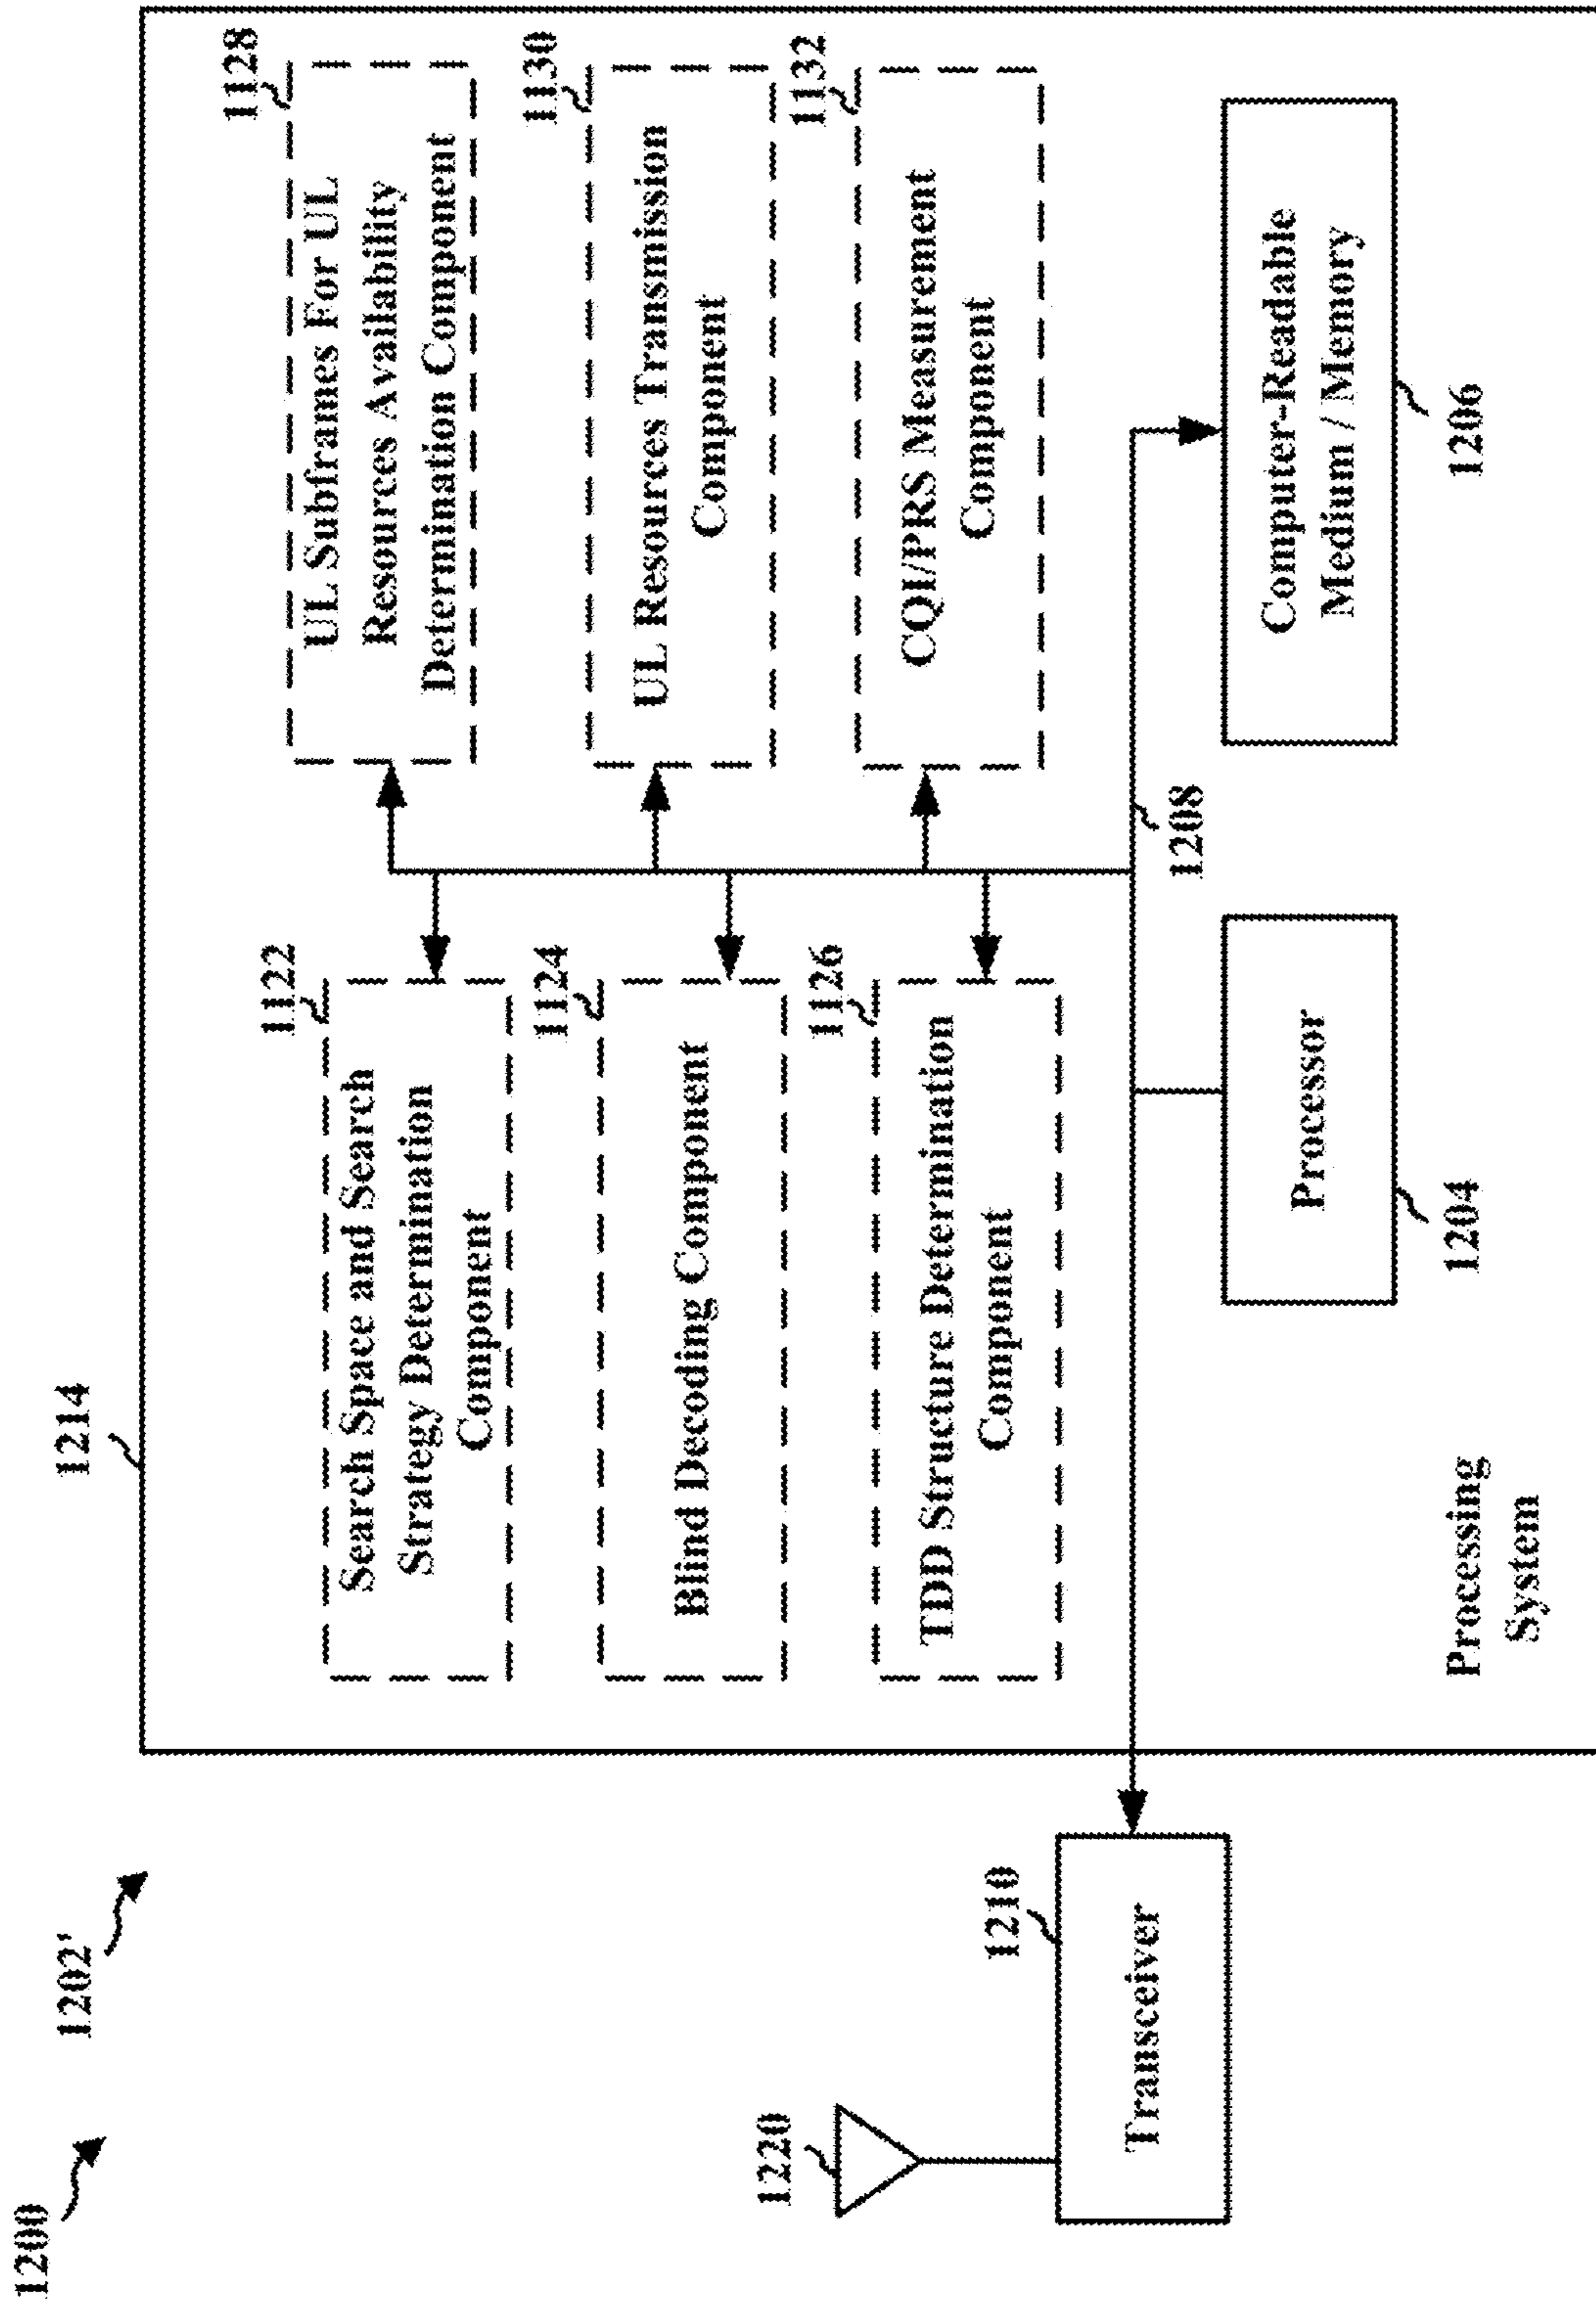 1200
1202'
1214
1122
Search Space and Search
Strategy Determination
Component
1128
UL Subframes For UL
Resources Availability
Determination Component
1124
Blind Decoding Component
1130
UL Resources Transmission
Component
1126
TDD Structure Determination
Component
1132
CQI/PRS Measurement
Component
1220
1210
Transceiver
1208
Processor
1204
Computer-Readable
Medium / Memory
1206
Processing
System